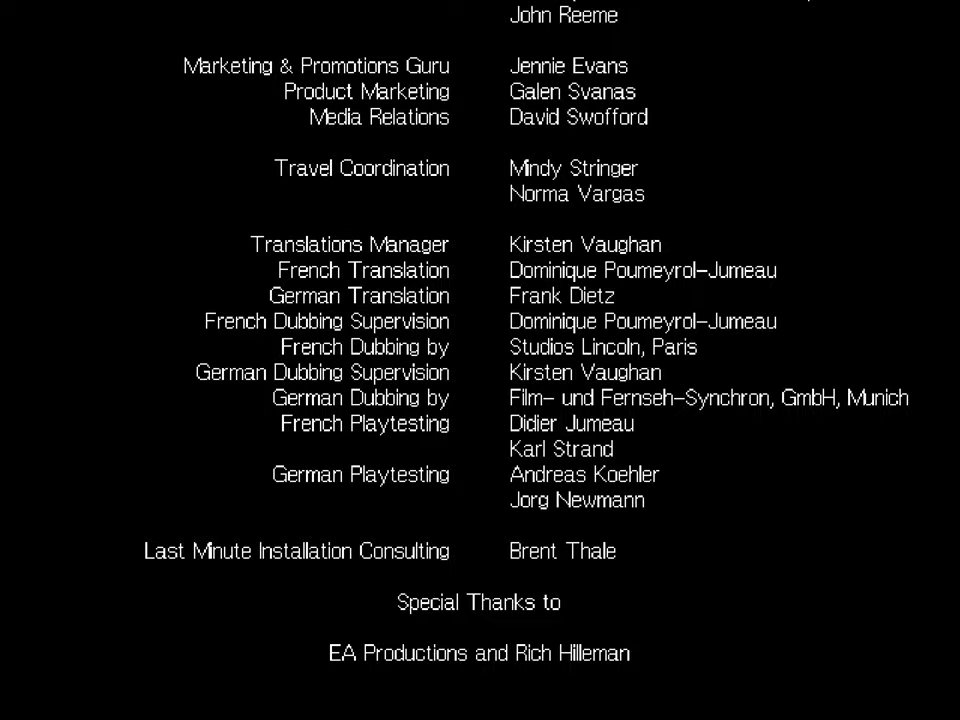 John Reeme
Marketing & Promotions Guru Jennie Evans
Product Marketing Galen Svanas
Media Relations David Swofford
Travel Coordination Mindy Stringer
Norma Vargas
Translations Manager Kirsten Vaughan
French Translation Dominique Poumeyrol-Jumeau
German Translation Frank Dietz
French Dubbing Supervision Dominique Poumeyrol-Jumeau
French Dubbing by Studios Lincoln, Paris
German Dubbing Supervision Kirsten Vaughan
German Dubbing by Film- und Fernseh-Synchron, GmbH, Munich
French Playtesting Didier Jumeau
Karl Strand
German Playtesting Andreas Koehler
Jorg Newmann
Last Minute Installation Consulting Brent Thale
Special Thanks to
EA Productions and Rich Hilleman